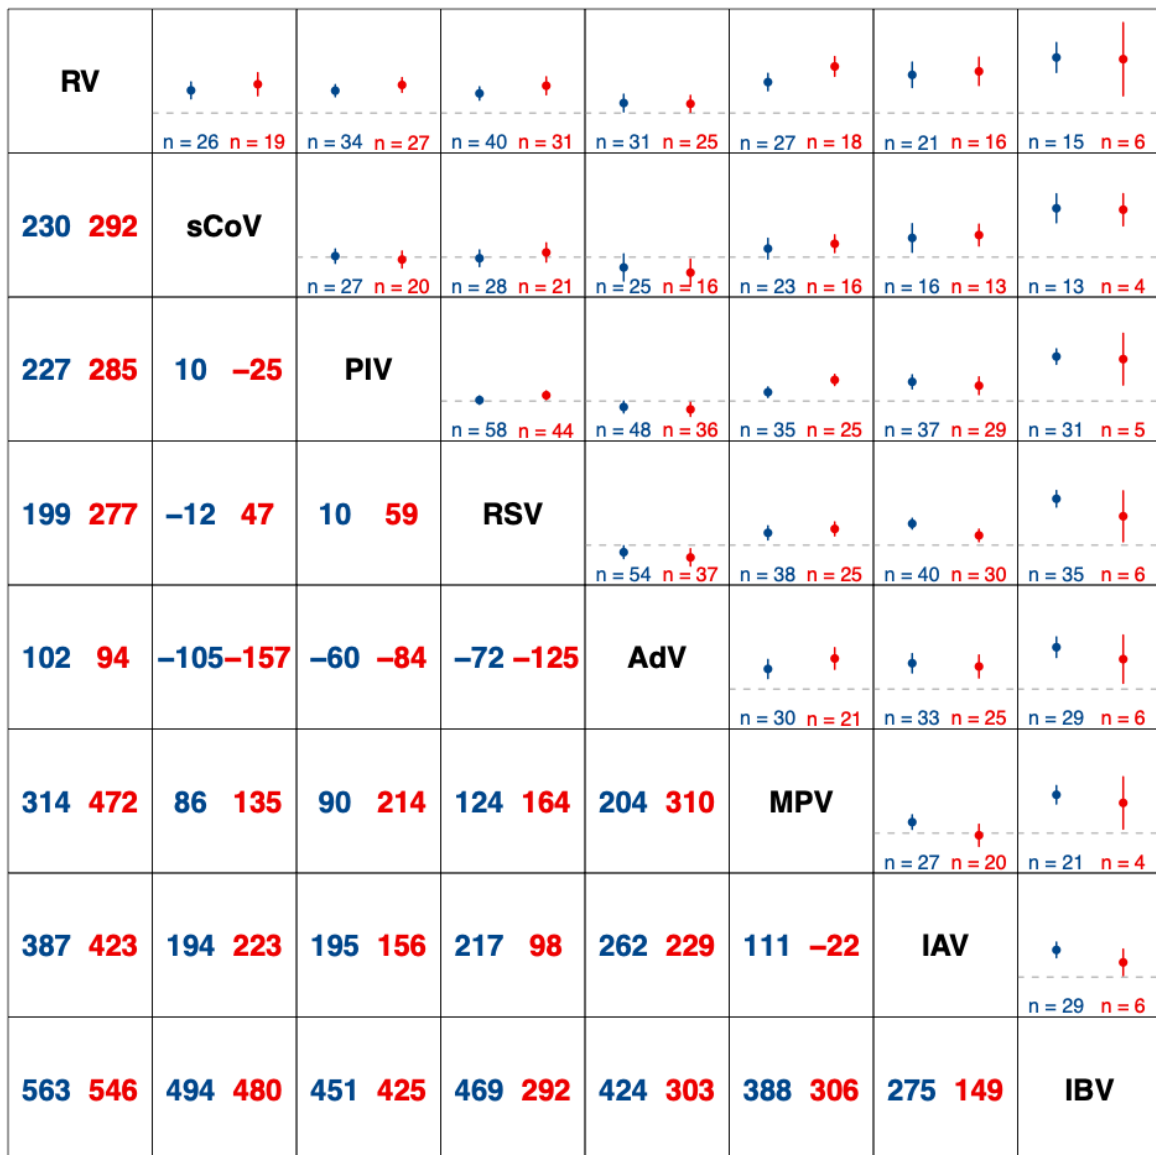 RV
n = 26 n = 19 n = 34 n = 27 n = 40 n = 31 n = 31 n = 25 n = 27 n = 18 n = 21 n = 16 n = 15 n = 6
230 292 sCoV
n = 27 n = 20 n = 28 n = 21 n = 25 n = 16 n = 23 n = 16 n = 16 n = 13 n = 13 n = 4
227 285 10 −25 PIV
n = 58 n = 44 n = 48 n = 36 n = 35 n = 25 n = 37 n = 29 n = 31 n = 5
199 277 −12 47 10 59 RSV
n = 54 n = 37 n = 38 n = 25 n = 40 n = 30 n = 35 n = 6
102 94 −105 −157 −60 −84 −72 −125 AdV
n = 30 n = 21 n = 33 n = 25 n = 29 n = 6
314 472 86 135 90 214 124 164 204 310 MPV
n = 27 n = 20 n = 21 n = 4
387 423 194 223 195 156 217 98 262 229 111 −22 IAV
n = 29 n = 6
563 546 494 480 451 425 469 292 424 303 388 306 275 149 IBV